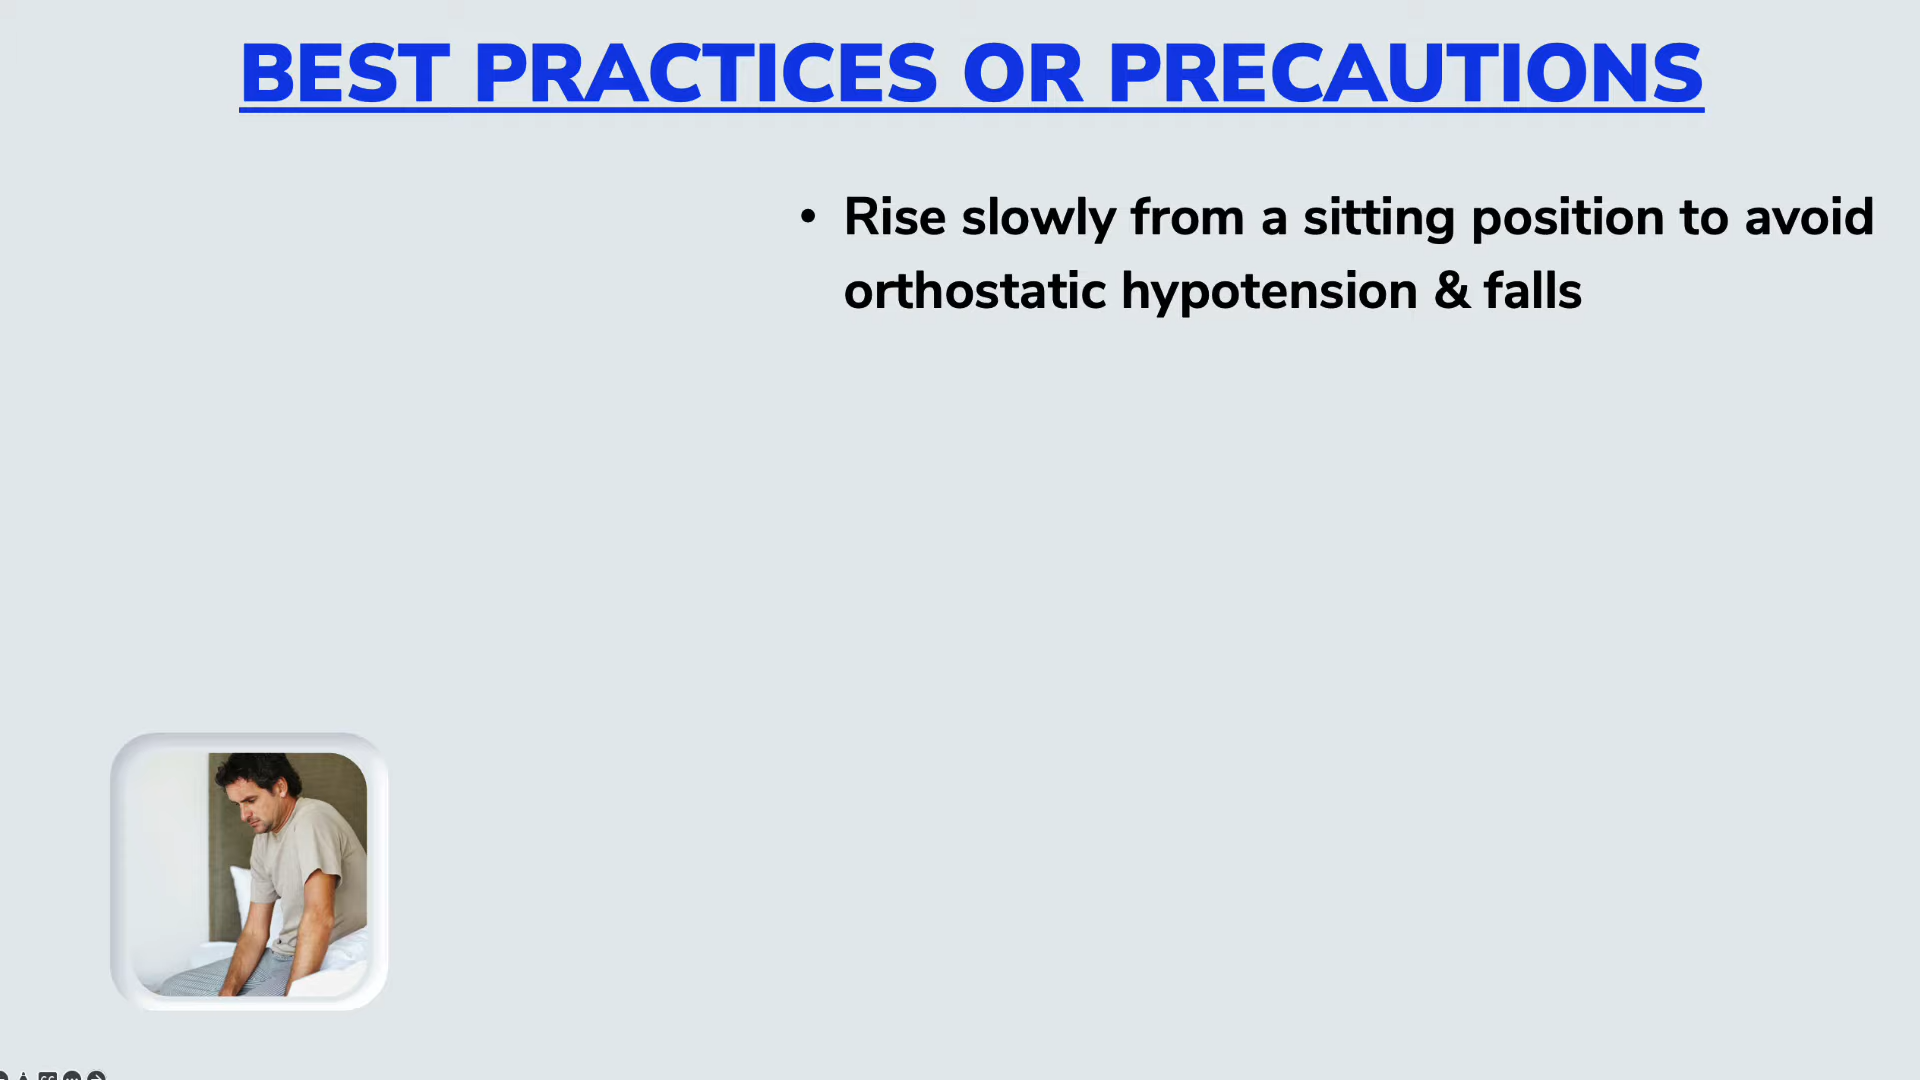 BEST PRACTICES OR PRECAUTIONS
• Rise slowly from a sitting position to avoid
orthostatic hypotension & falls